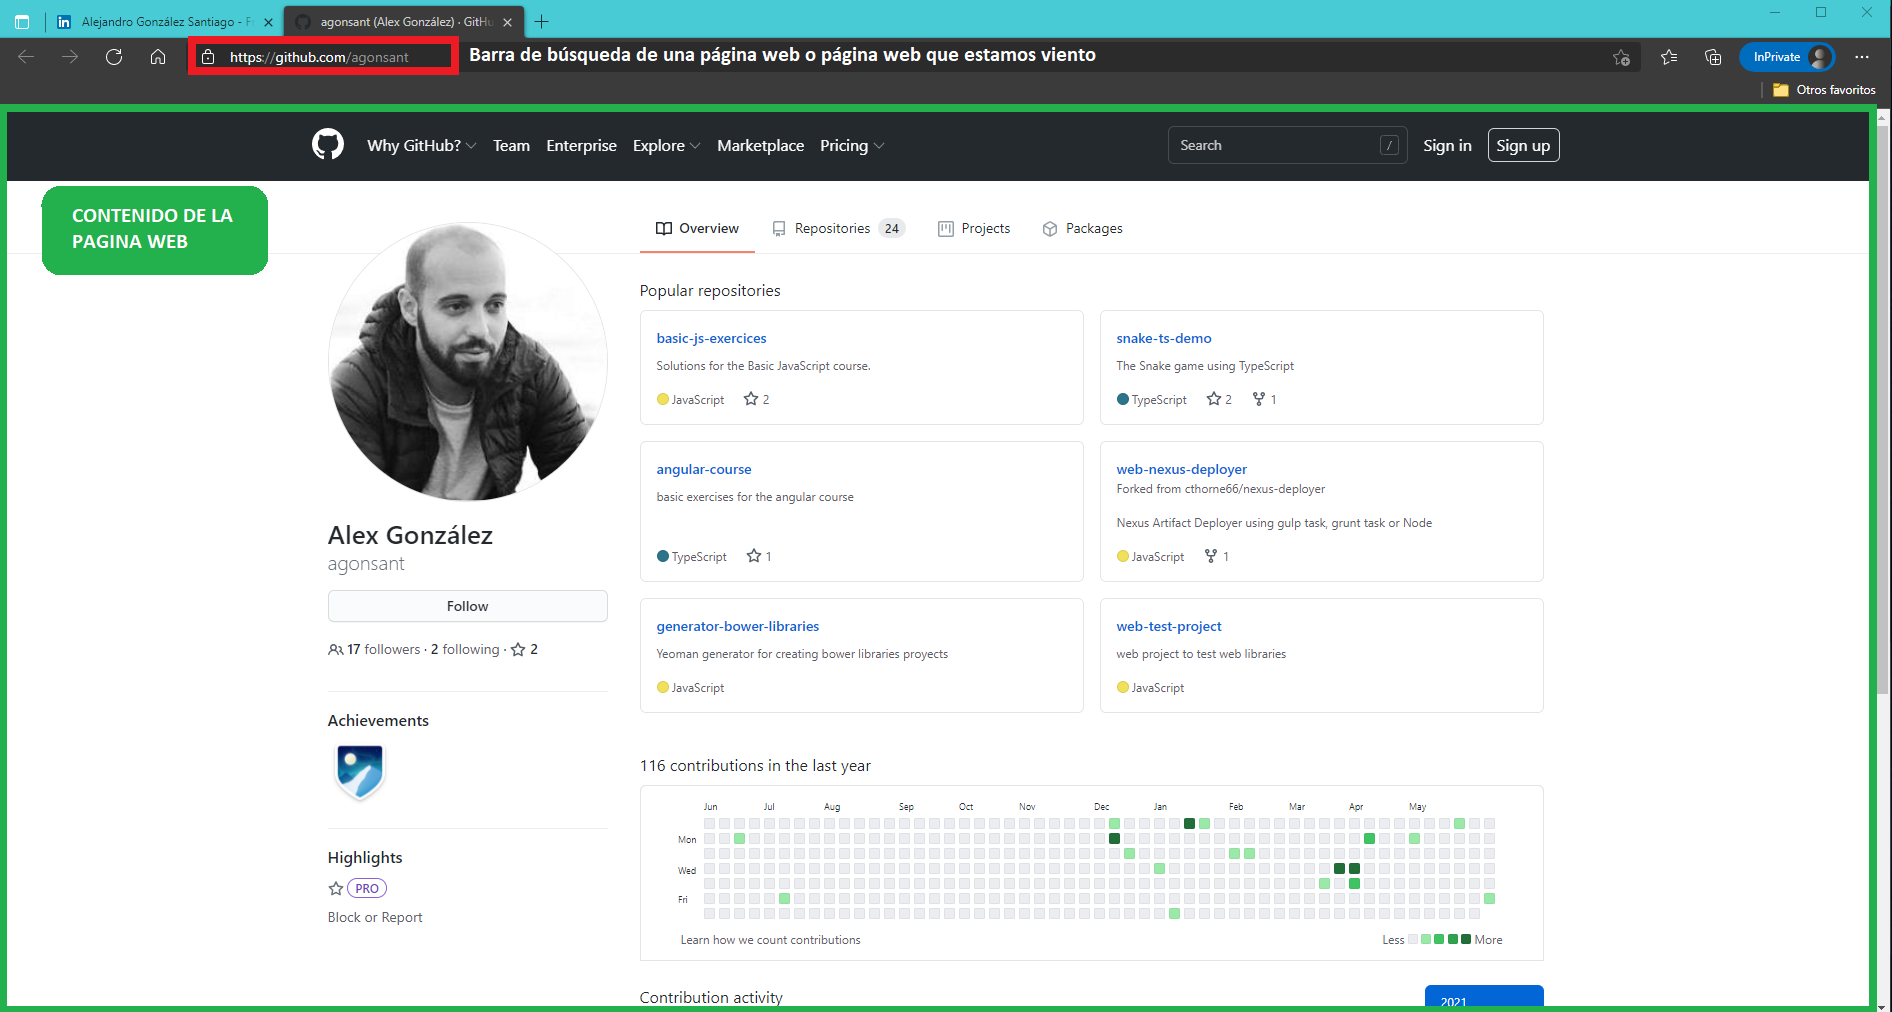 Alejandro González Santiago - F
agonsant (Alex González) · GitHu
https://github.com/agonsant
Barra de búsqueda de una página web o página web que estamos viento
InPrivate
Otros favoritos
Why GitHub? Team Enterprise Explore Marketplace Pricing
Search /
Sign in
Sign up
CONTENIDO DE LA
PAGINA WEB
Overview
Repositories 24
Projects
Packages
Alex González
agonsant
Follow
17 followers · 2 following · 2
Achievements
Highlights
PRO
Block or Report
Popular repositories
basic-js-exercices
Solutions for the Basic JavaScript course.
JavaScript 2
snake-ts-demo
The Snake game using TypeScript
TypeScript 2 1
angular-course
basic exercises for the angular course
TypeScript 1
web-nexus-deployer
Forked from cthorne66/nexus-deployer
Nexus Artifact Deployer using gulp task, grunt task or Node
JavaScript 1
generator-bower-libraries
Yeoman generator for creating bower libraries proyects
JavaScript
web-test-project
web project to test web libraries
JavaScript
116 contributions in the last year
Jun Jul Aug Sep Oct Nov Dec Jan Feb Mar Apr May
Mon
Wed
Fri
Learn how we count contributions
Less More
Contribution activity
2021